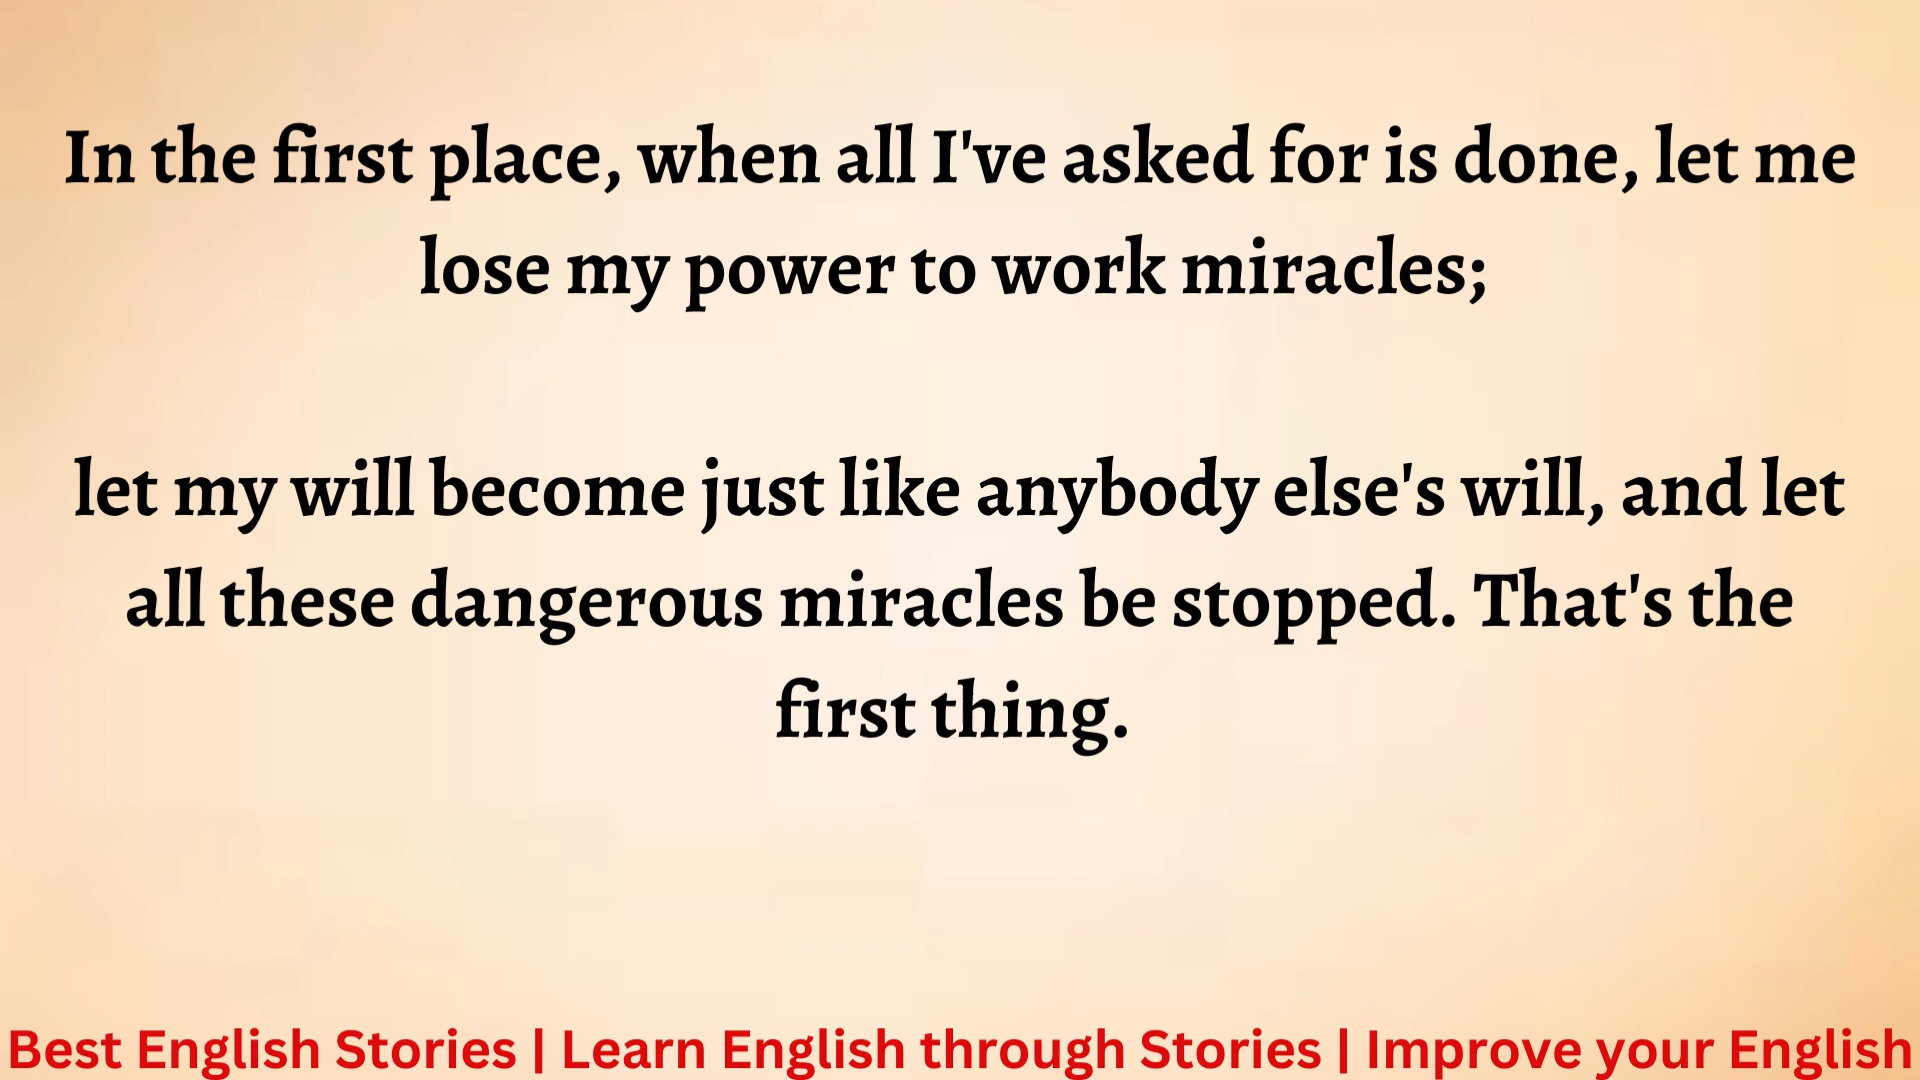 In the first place, when all I've asked for is done, let me
lose my power to work miracles;
let my will become just like anybody else's will, and let
all these dangerous miracles be stopped. That's the
first thing.
Best English Stories | Learn English through Stories | Improve your English